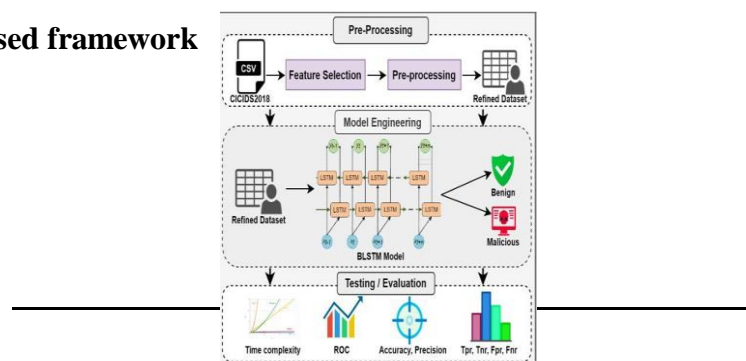 sed framework
Pre-Processing
CSV
Feature Selection
Pre-processing
CICIDS2018
Refined Dataset
Model Engineering
LSTM LSTM LSTM LSTM
LSTM LSTM LSTM LSTM
Refined Dataset
Benign
Malicious
BLSTM Model
Testing / Evaluation
Time complexity
ROC
Accuracy, Precision
Tpr, Tnr, Fpr, Fnr